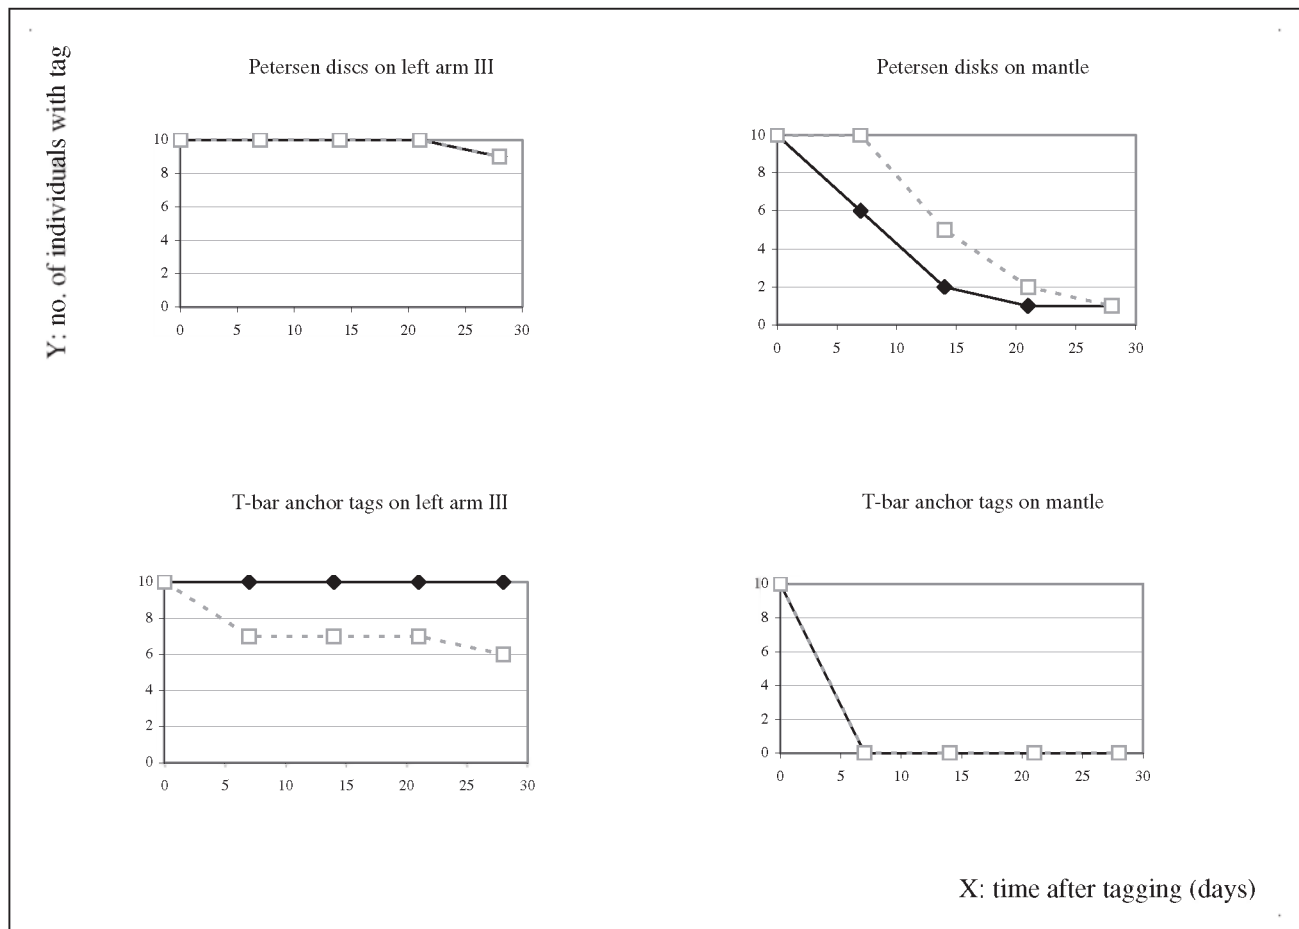 Y: no. of individuals with tag
Petersen discs on left arm III
10
8
6
4
2
0
0 5 10 15 20 25 30
Petersen disks on mantle
10
8
6
4
2
0
0 5 10 15 20 25 30
T-bar anchor tags on left arm III
10
8
6
4
2
0
0 5 10 15 20 25 30
T-bar anchor tags on mantle
10
8
6
4
2
0
0 5 10 15 20 25 30
X: time after tagging (days)